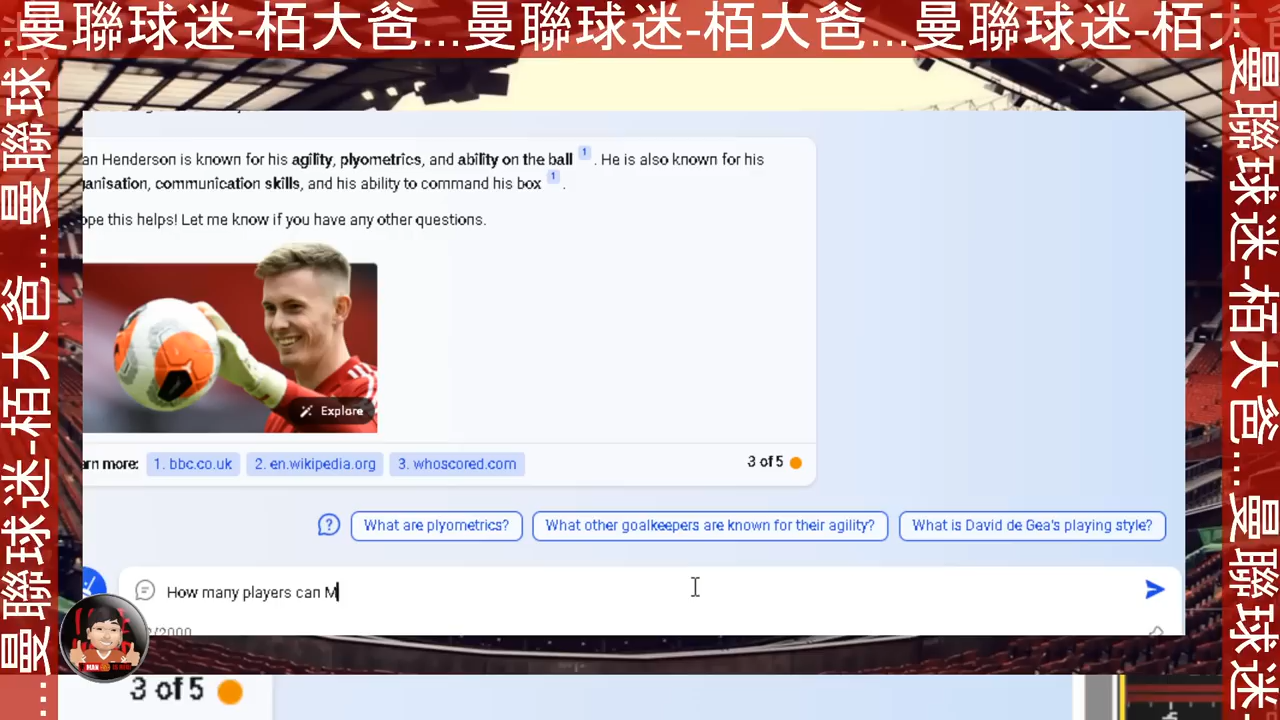 ...曼聯球迷-栢大爸...曼聯球迷-栢大爸...曼聯球迷-栢大爸...
an Henderson is known for his agility, plyometrics, and ability on the ball 1 . He is also known for his
anisation, communication skills, and his ability to command his box 1 .
ope this helps! Let me know if you have any other questions.
Explore
arn more: 1. bbc.co.uk 2. en.wikipedia.org 3. whoscored.com 3 of 5
What are plyometrics? What other goalkeepers are known for their agility? What is David de Gea's playing style?
How many players can M
/2000
3 of 5
...曼聯球迷-栢大爸...曼聯球
...曼聯球迷-栢大爸...曼聯球迷